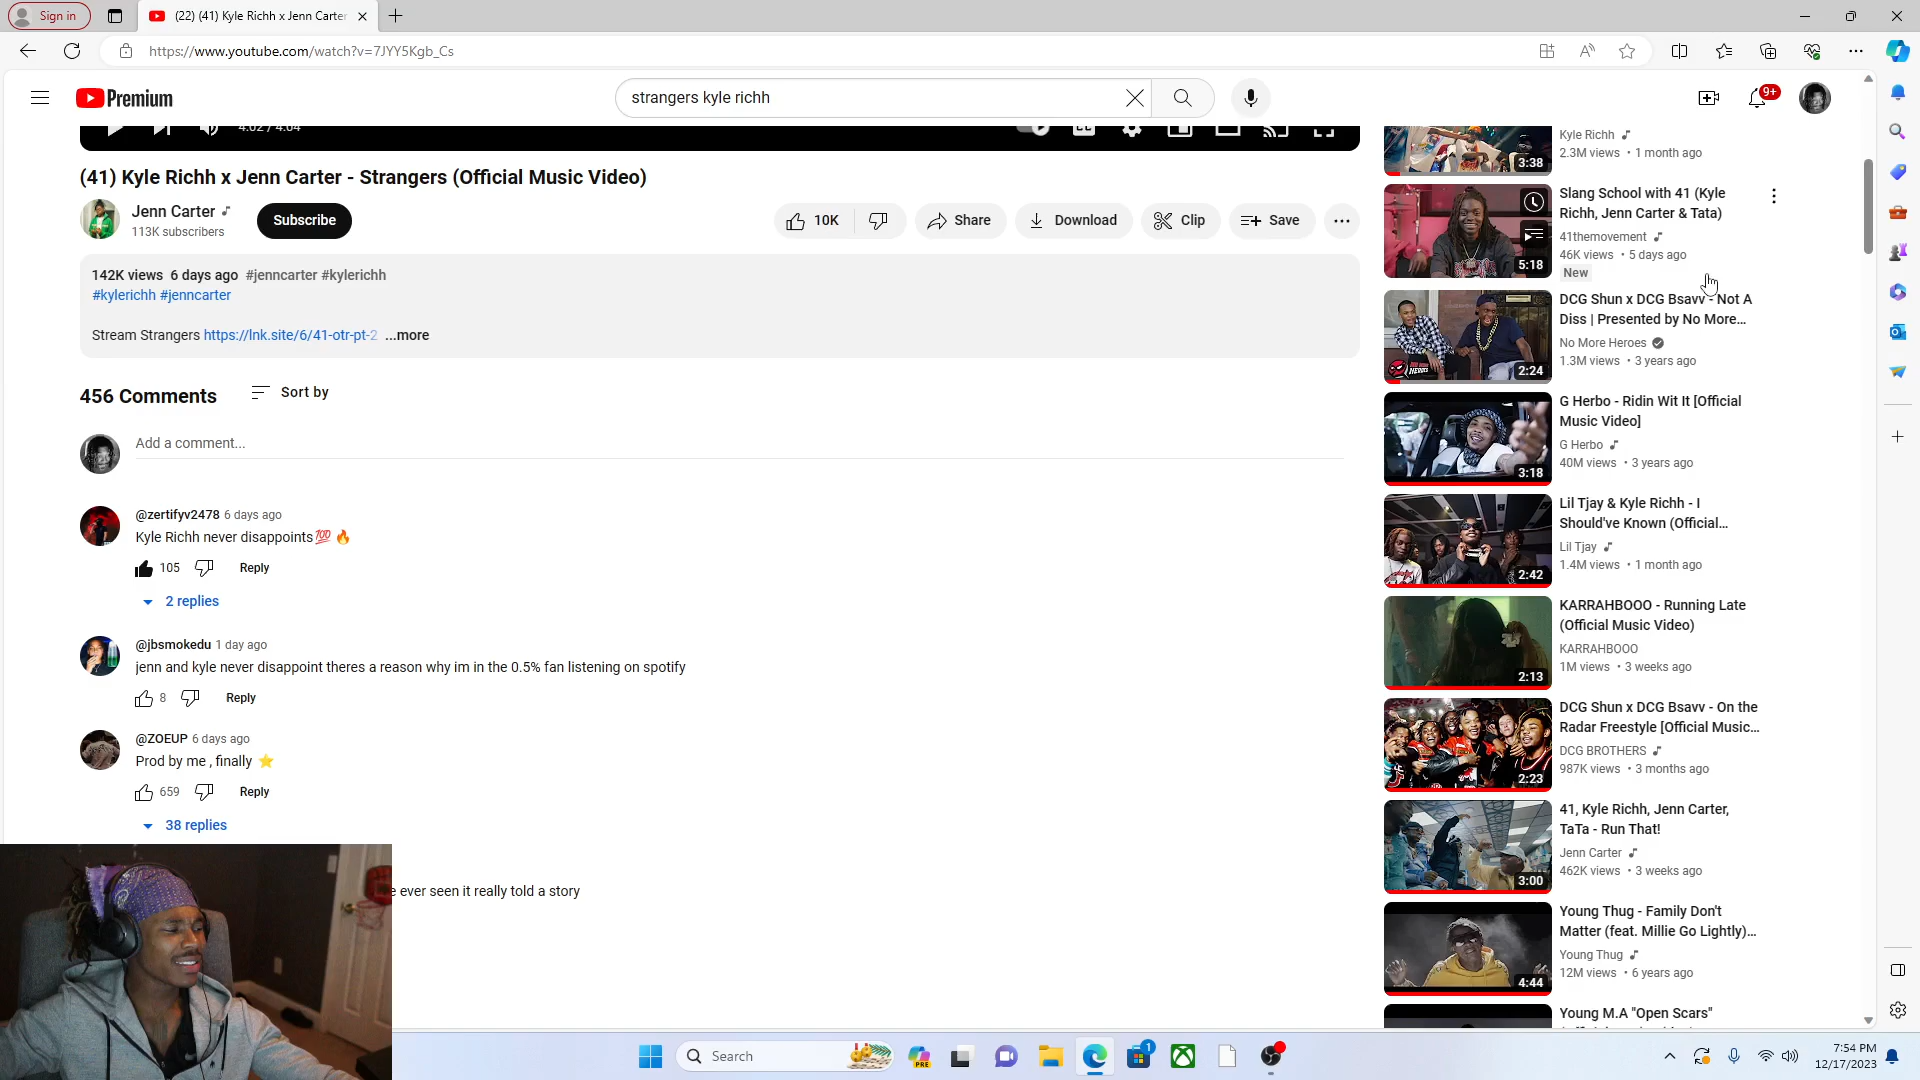 Sign in
(22) (41) Kyle Richh x Jenn Carter
https://www.youtube.com/watch?v=7JYY5Kgb_Cs
Premium
strangers kyle richh
9+
4:02 / 4:04
(41) Kyle Richh x Jenn Carter - Strangers (Official Music Video)
Jenn Carter
113K subscribers
Subscribe
10K
Share
Download
Clip
Save
142K views 6 days ago #jenncarter #kylerichh
#kylerichh #jenncarter
Stream Strangers https://lnk.site/6/41-otr-pt-2 ...more
456 Comments
Sort by
Add a comment...
@zertifyv2478 6 days ago
Kyle Richh never disappoints💯 🔥
105
Reply
2 replies
@jbsmokedu 1 day ago
jenn and kyle never disappoint theres a reason why im in the 0.5% fan listening on spotify
8
Reply
@ZOEUP 6 days ago
Prod by me , finally ⭐
659
Reply
38 replies
e ever seen it really told a story
3:38
Kyle Richh
2.3M views • 1 month ago
5:18
Slang School with 41 (Kyle
Richh, Jenn Carter & Tata)
41themovement
46K views • 5 days ago
New
NO MORE HEROES
2:24
DCG Shun x DCG Bsavv - Not A
Diss | Presented by No More...
No More Heroes
1.3M views • 3 years ago
3:18
G Herbo - Ridin Wit It [Official
Music Video]
G Herbo
40M views • 3 years ago
2:42
Lil Tjay & Kyle Richh - I
Should've Known (Official...
Lil Tjay
1.4M views • 1 month ago
2:13
KARRAHBOOO - Running Late
(Official Music Video)
KARRAHBOOO
1M views • 3 weeks ago
2:23
DCG Shun x DCG Bsavv - On the
Radar Freestyle [Official Music...
DCG BROTHERS
987K views • 3 months ago
3:00
41, Kyle Richh, Jenn Carter,
TaTa - Run That!
Jenn Carter
462K views • 3 weeks ago
4:44
Young Thug - Family Don't
Matter (feat. Millie Go Lightly)...
Young Thug
12M views • 6 years ago
Young M.A "Open Scars"
Search
PRE
1
7:54 PM
12/17/2023